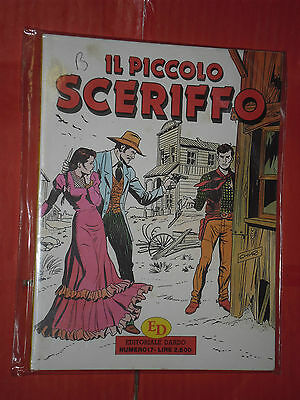 B
IL PICCOLO
SCERIFFO
ED
EDITORIALE DARDO
NUMERO 17 - LIRE 2.500